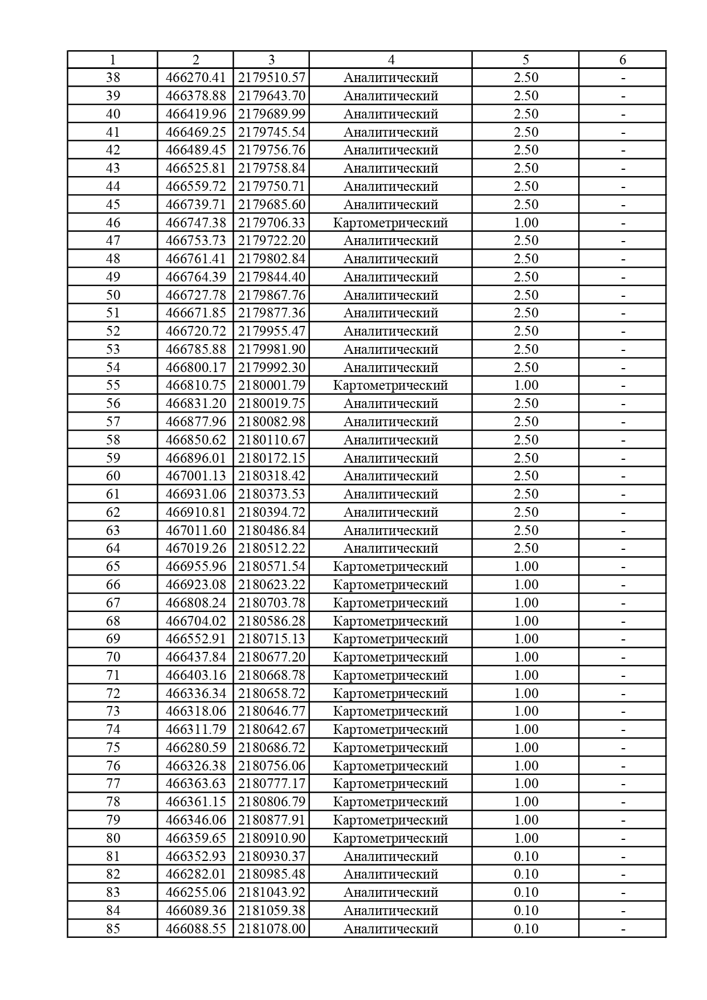 1 2 3 4 5 6
38 466270.41 2179510.57 Аналитический 2.50 -
39 466378.88 2179643.70 Аналитический 2.50 -
40 466419.96 2179689.99 Аналитический 2.50 -
41 466469.25 2179745.54 Аналитический 2.50 -
42 466489.45 2179756.76 Аналитический 2.50 -
43 466525.81 2179758.84 Аналитический 2.50 -
44 466559.72 2179750.71 Аналитический 2.50 -
45 466739.71 2179685.60 Аналитический 2.50 -
46 466747.38 2179706.33 Картометрический 1.00 -
47 466753.73 2179722.20 Аналитический 2.50 -
48 466761.41 2179802.84 Аналитический 2.50 -
49 466764.39 2179844.40 Аналитический 2.50 -
50 466727.78 2179867.76 Аналитический 2.50 -
51 466671.85 2179877.36 Аналитический 2.50 -
52 466720.72 2179955.47 Аналитический 2.50 -
53 466785.88 2179981.90 Аналитический 2.50 -
54 466800.17 2179992.30 Аналитический 2.50 -
55 466810.75 2180001.79 Картометрический 1.00 -
56 466831.20 2180019.75 Аналитический 2.50 -
57 466877.96 2180082.98 Аналитический 2.50 -
58 466850.62 2180110.67 Аналитический 2.50 -
59 466896.01 2180172.15 Аналитический 2.50 -
60 467001.13 2180318.42 Аналитический 2.50 -
61 466931.06 2180373.53 Аналитический 2.50 -
62 466910.81 2180394.72 Аналитический 2.50 -
63 467011.60 2180486.84 Аналитический 2.50 -
64 467019.26 2180512.22 Аналитический 2.50 -
65 466955.96 2180571.54 Картометрический 1.00 -
66 466923.08 2180623.22 Картометрический 1.00 -
67 466808.24 2180703.78 Картометрический 1.00 -
68 466704.02 2180586.28 Картометрический 1.00 -
69 466552.91 2180715.13 Картометрический 1.00 -
70 466437.84 2180677.20 Картометрический 1.00 -
71 466403.16 2180668.78 Картометрический 1.00 -
72 466336.34 2180658.72 Картометрический 1.00 -
73 466318.06 2180646.77 Картометрический 1.00 -
74 466311.79 2180642.67 Картометрический 1.00 -
75 466280.59 2180686.72 Картометрический 1.00 -
76 466326.38 2180756.06 Картометрический 1.00 -
77 466363.63 2180777.17 Картометрический 1.00 -
78 466361.15 2180806.79 Картометрический 1.00 -
79 466346.06 2180877.91 Картометрический 1.00 -
80 466359.65 2180910.90 Картометрический 1.00 -
81 466352.93 2180930.37 Аналитический 0.10 -
82 466282.01 2180985.48 Аналитический 0.10 -
83 466255.06 2181043.92 Аналитический 0.10 -
84 466089.36 2181059.38 Аналитический 0.10 -
85 466088.55 2181078.00 Аналитический 0.10 -